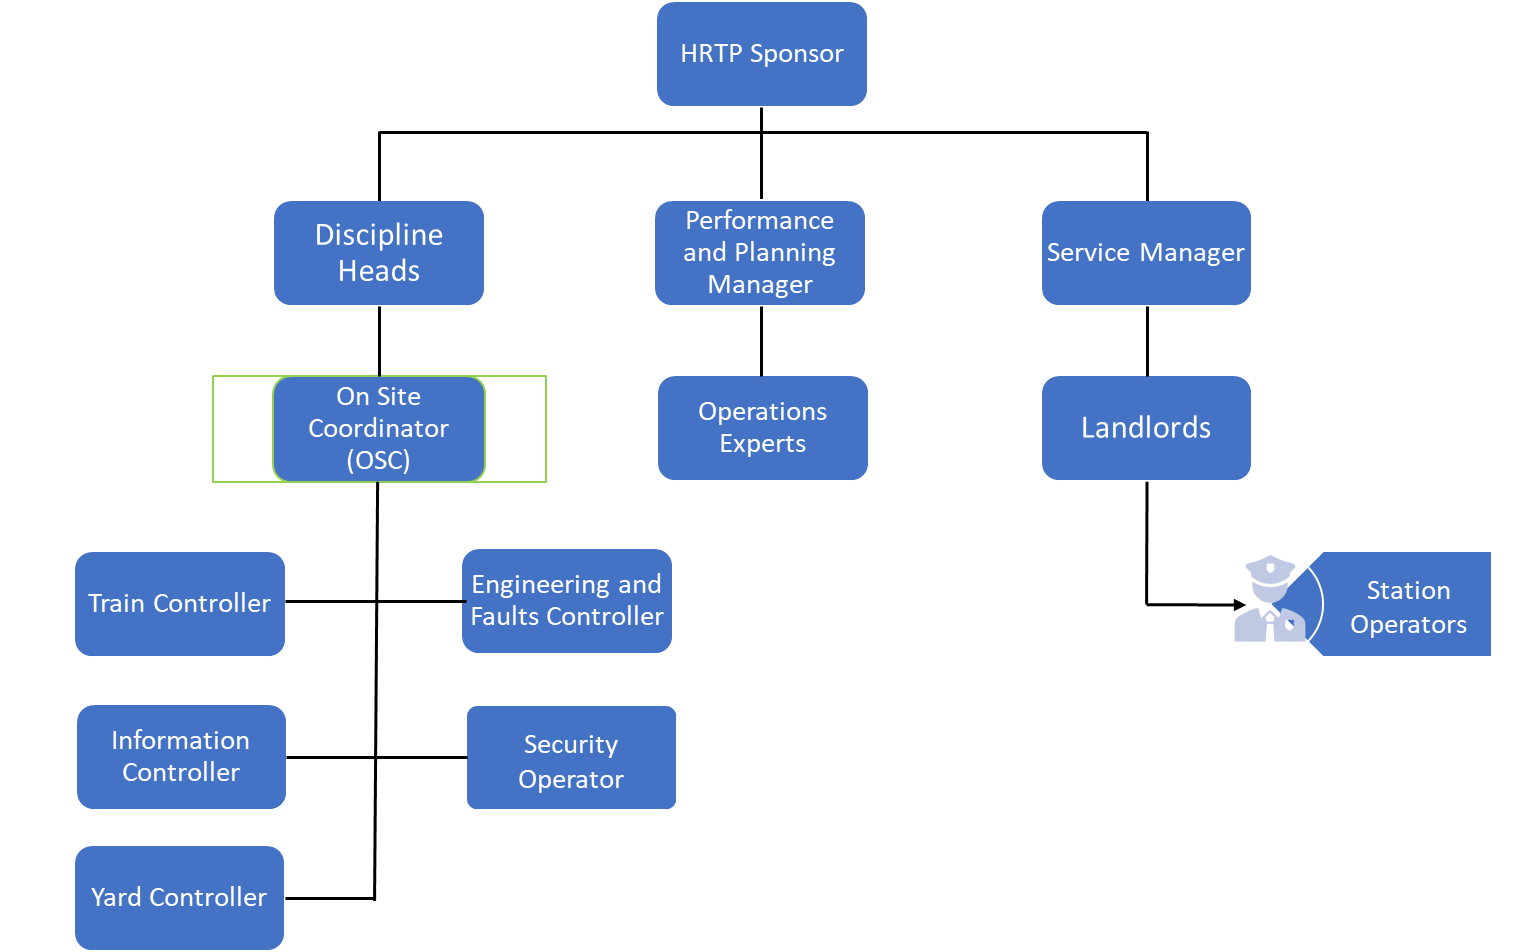 HRTP Sponsor
Discipline
Heads
Performance
and Planning
Manager
Service Manager
On Site
Coordinator
(OSC)
Operations
Experts
Landlords
Train Controller
Engineering and
Faults Controller
Station
Operators
Information
Controller
Security
Operator
Yard Controller